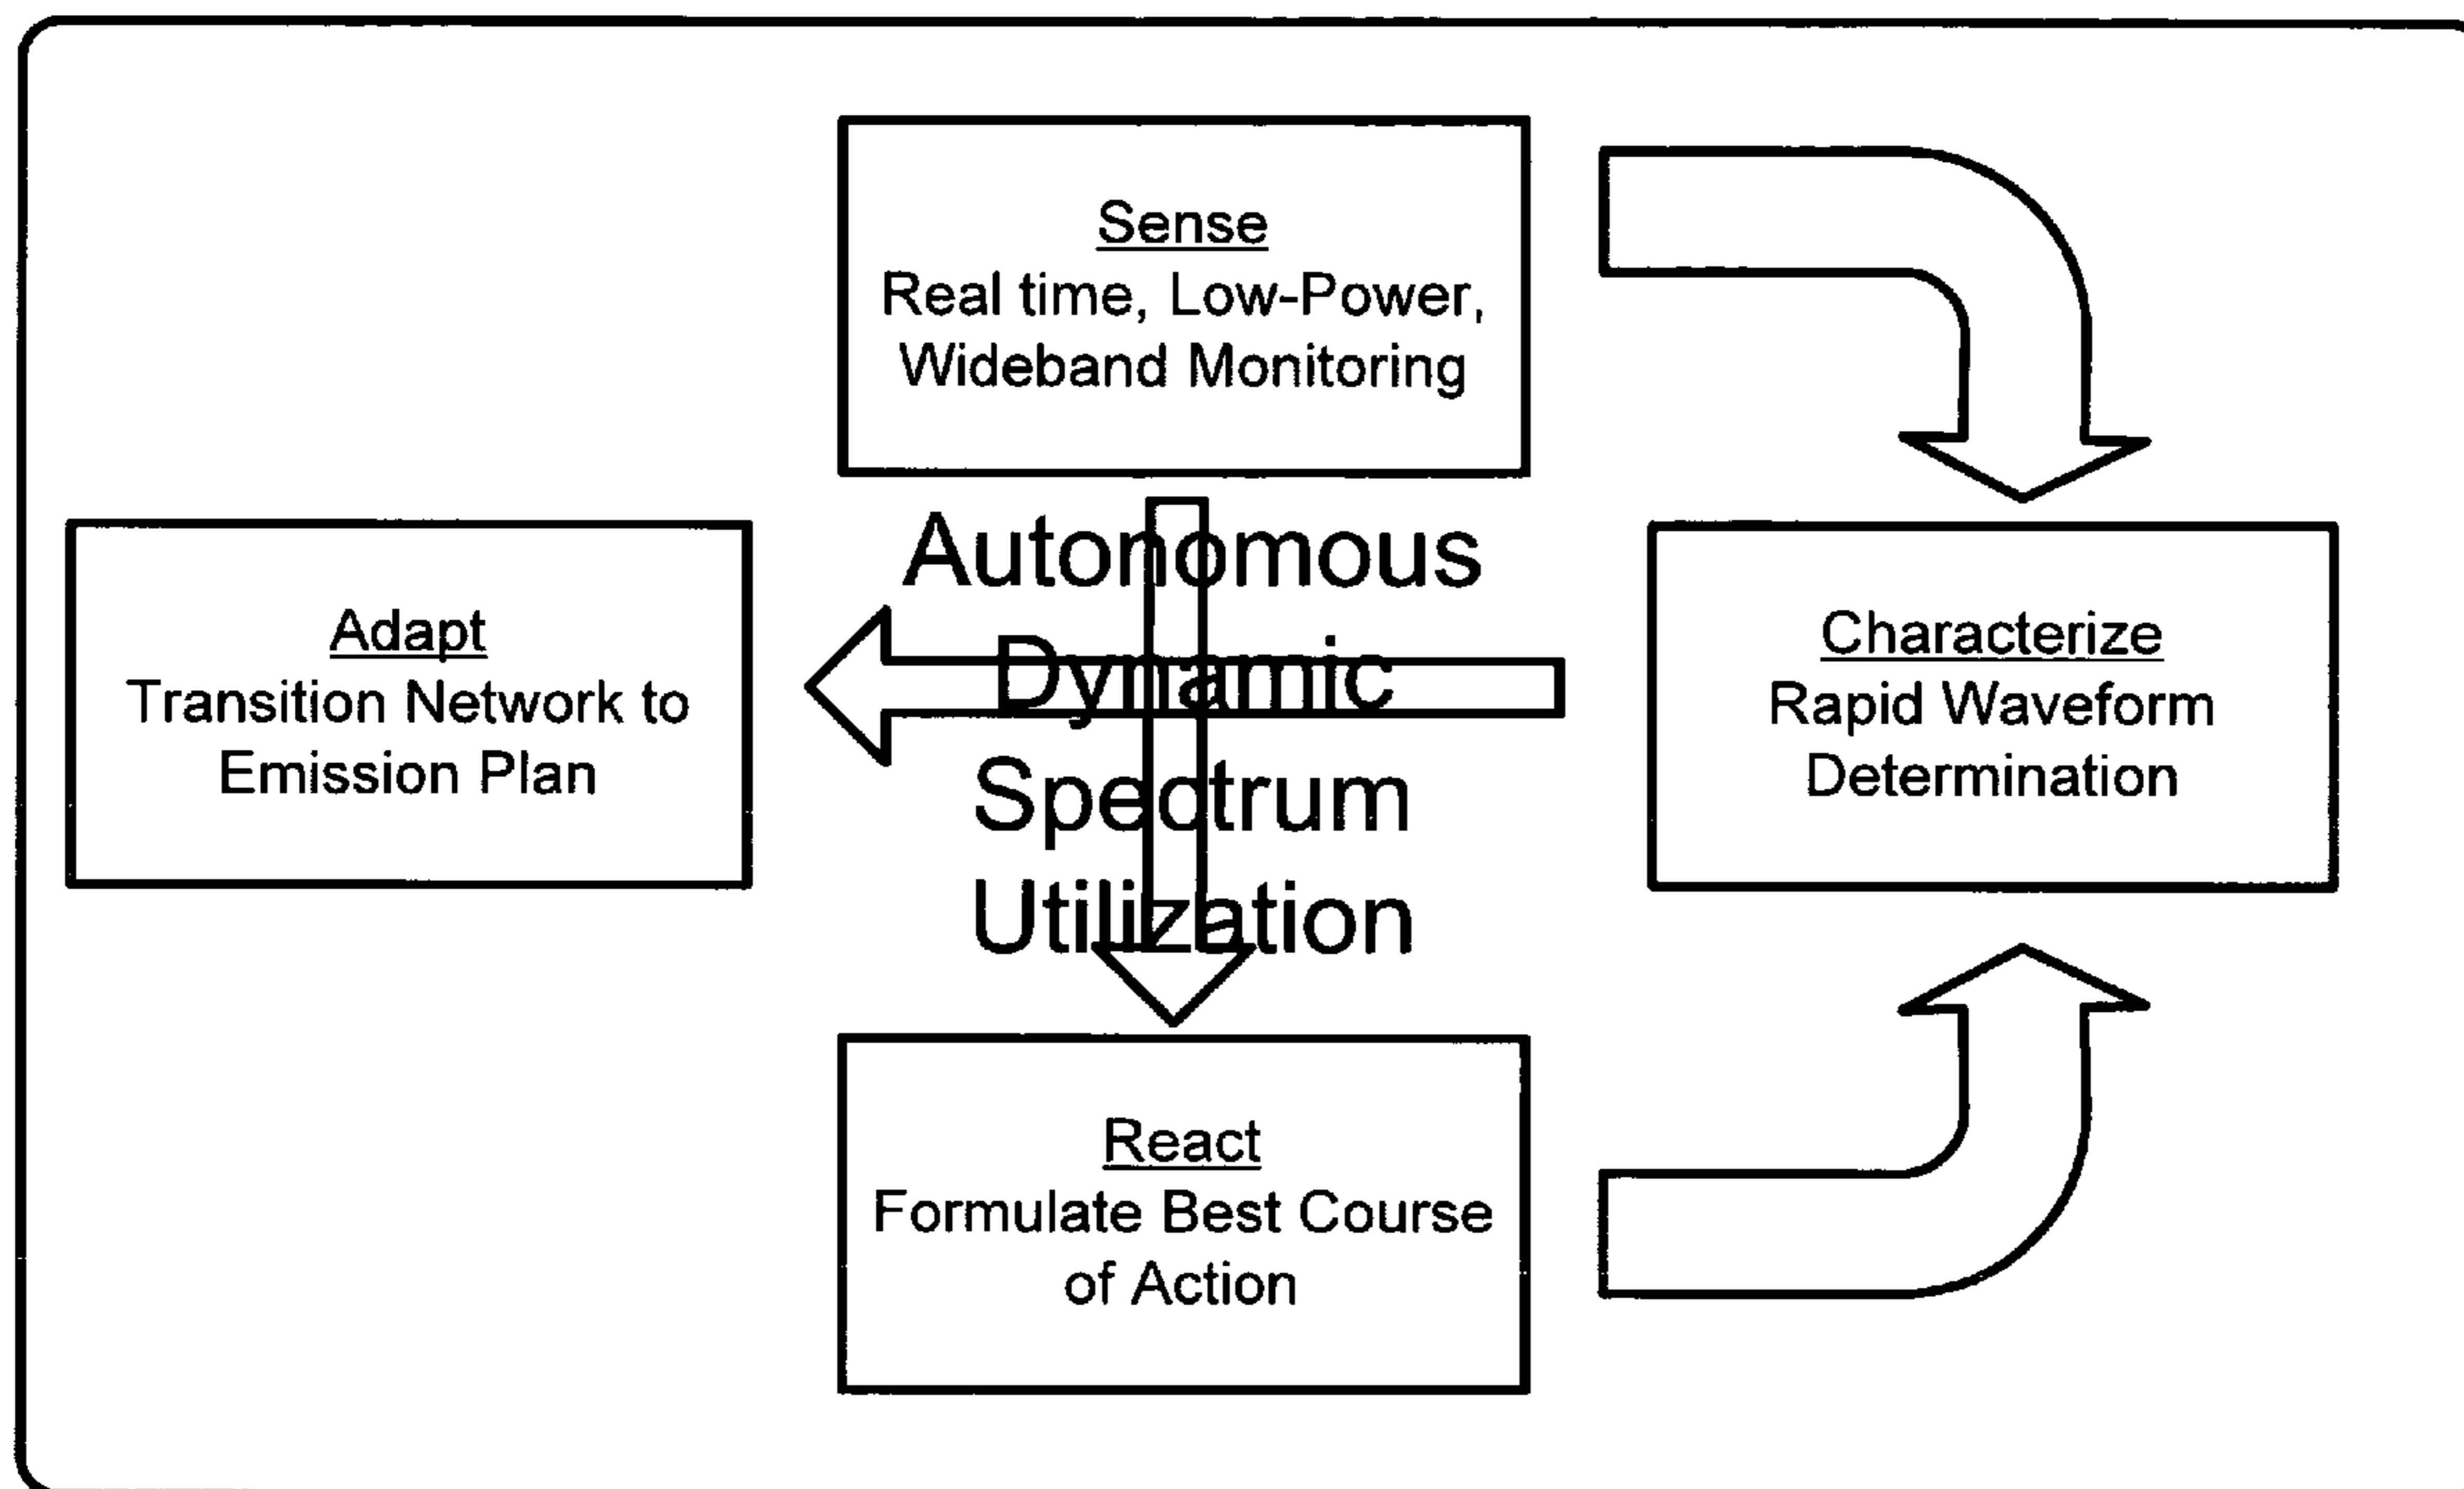 Sense
Real time, Low-Power,
Wideband Monitoring
Adapt
Transition Network to
Emission Plan
Autonomous
Dynamic
Spectrum
Utilization
Characterize
Rapid Waveform
Determination
React
Formulate Best Course
of Action